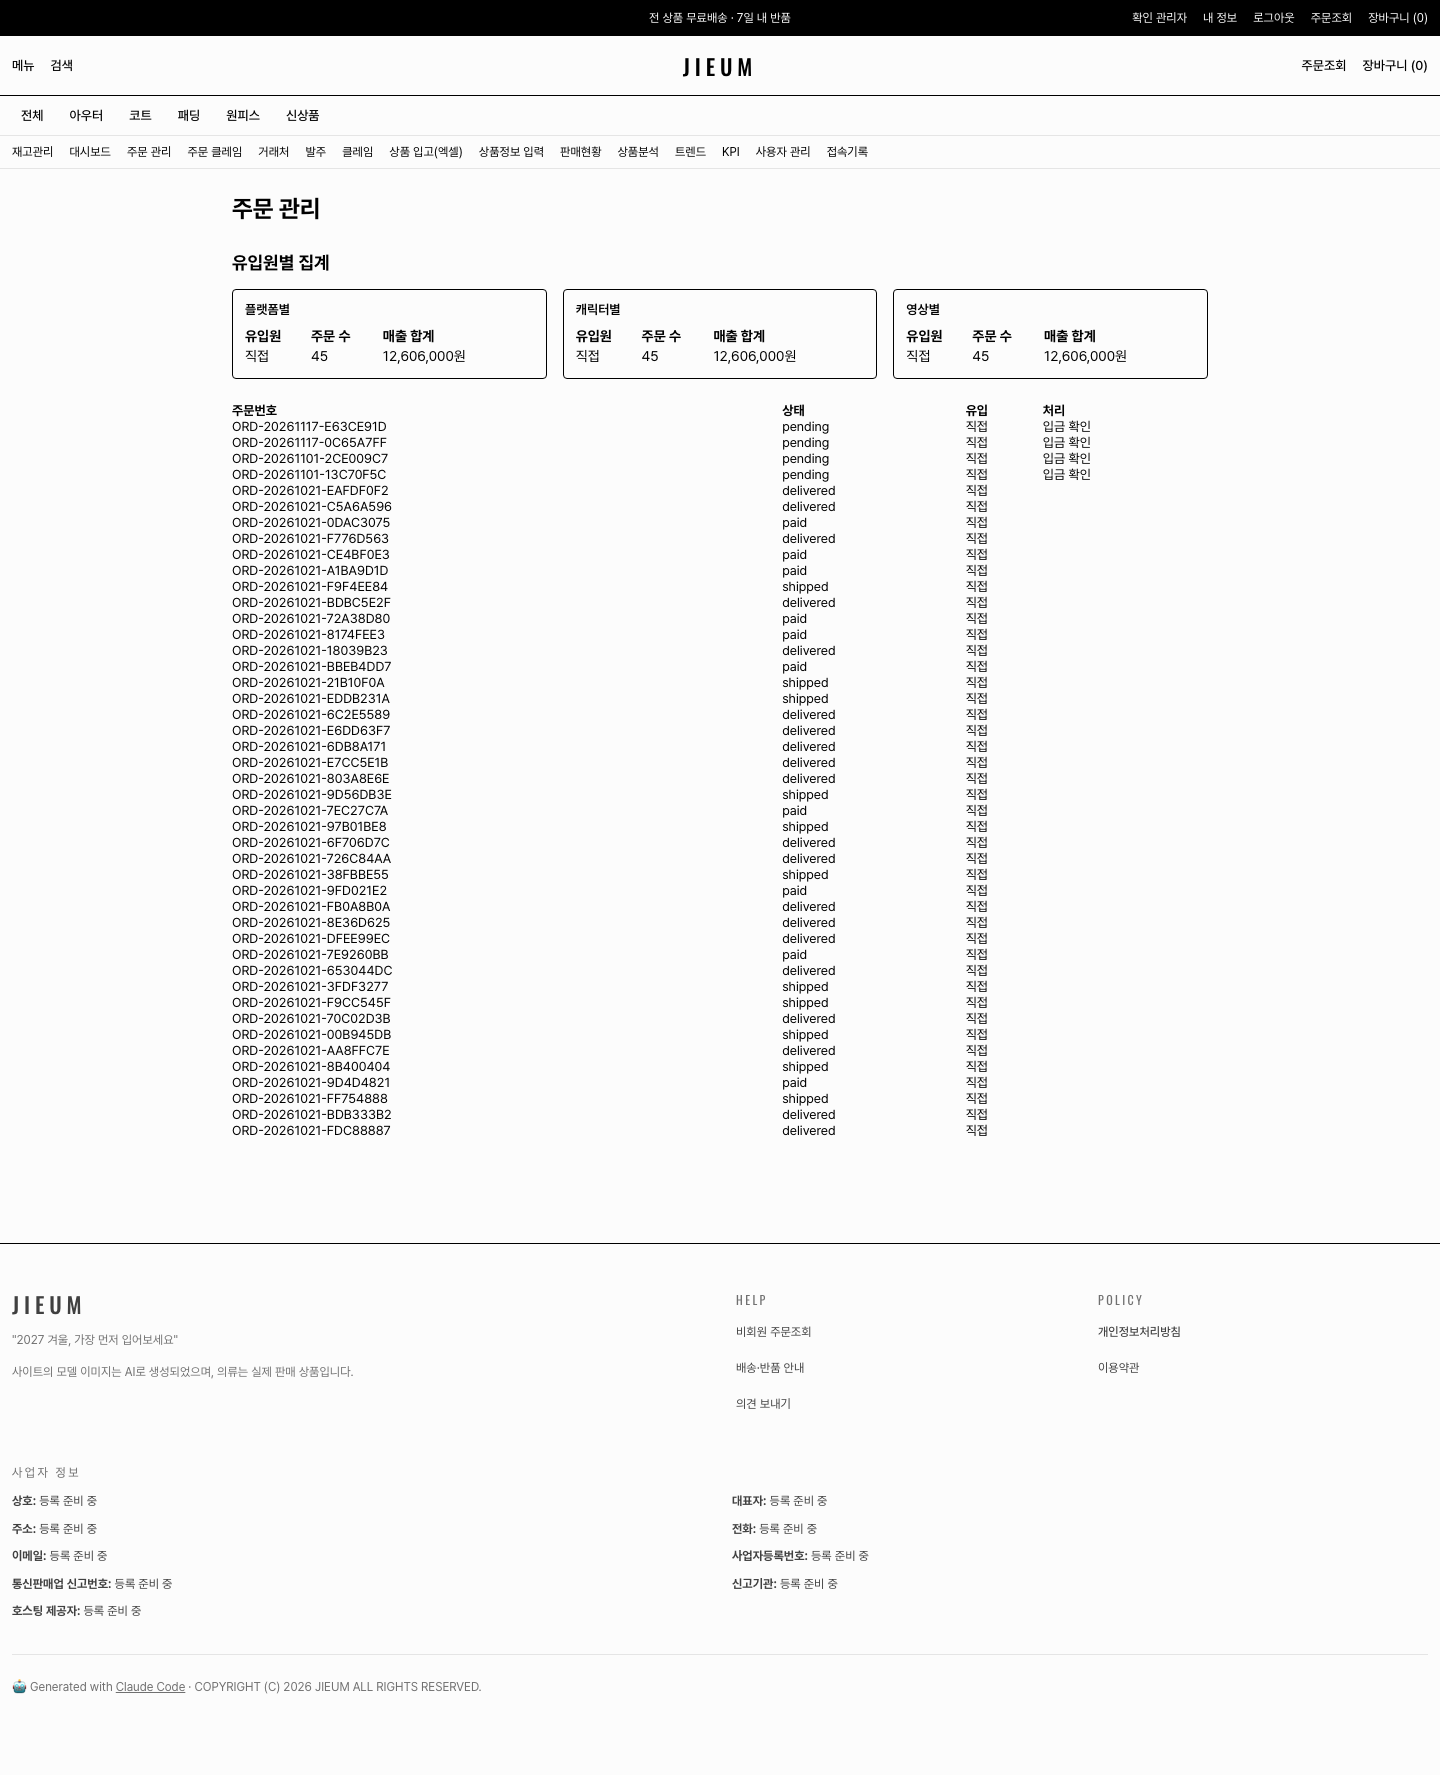 전 상품 무료배송 · 7일 내 반품
확인 관리자 내 정보 로그아웃 주문조회 장바구니 (0)
메뉴 검색
JIEUM
주문조회 장바구니 (0)
전체 아우터 코트 패딩 원피스 신상품
재고관리 대시보드 주문 관리 주문 클레임 거래처 발주 클레임 상품 입고(엑셀) 상품정보 입력 판매현황 상품분석 트렌드 KPI 사용자 관리 접속기록
주문 관리
유입원별 집계
플랫폼별
유입원 주문 수 매출 합계
직접 45 12,606,000원
캐릭터별
유입원 주문 수 매출 합계
직접 45 12,606,000원
영상별
유입원 주문 수 매출 합계
직접 45 12,606,000원
주문번호 상태 유입 처리
ORD-20261117-E63CE91D pending 직접 입금 확인
ORD-20261117-0C65A7FF pending 직접 입금 확인
ORD-20261101-2CE009C7 pending 직접 입금 확인
ORD-20261101-13C70F5C pending 직접 입금 확인
ORD-20261021-EAFDF0F2 delivered 직접
ORD-20261021-C5A6A596 delivered 직접
ORD-20261021-0DAC3075 paid 직접
ORD-20261021-F776D563 delivered 직접
ORD-20261021-CE4BF0E3 paid 직접
ORD-20261021-A1BA9D1D paid 직접
ORD-20261021-F9F4EE84 shipped 직접
ORD-20261021-BDBC5E2F delivered 직접
ORD-20261021-72A38D80 paid 직접
ORD-20261021-8174FEE3 paid 직접
ORD-20261021-18039B23 delivered 직접
ORD-20261021-BBEB4DD7 paid 직접
ORD-20261021-21B10F0A shipped 직접
ORD-20261021-EDDB231A shipped 직접
ORD-20261021-6C2E5589 delivered 직접
ORD-20261021-E6DD63F7 delivered 직접
ORD-20261021-6DB8A171 delivered 직접
ORD-20261021-E7CC5E1B delivered 직접
ORD-20261021-803A8E6E delivered 직접
ORD-20261021-9D56DB3E shipped 직접
ORD-20261021-7EC27C7A paid 직접
ORD-20261021-97B01BE8 shipped 직접
ORD-20261021-6F706D7C delivered 직접
ORD-20261021-726C84AA delivered 직접
ORD-20261021-38FBBE55 shipped 직접
ORD-20261021-9FD021E2 paid 직접
ORD-20261021-FB0A8B0A delivered 직접
ORD-20261021-8E36D625 delivered 직접
ORD-20261021-DFEE99EC delivered 직접
ORD-20261021-7E9260BB paid 직접
ORD-20261021-653044DC delivered 직접
ORD-20261021-3FDF3277 shipped 직접
ORD-20261021-F9CC545F shipped 직접
ORD-20261021-70C02D3B delivered 직접
ORD-20261021-00B945DB shipped 직접
ORD-20261021-AA8FFC7E delivered 직접
ORD-20261021-8B400404 shipped 직접
ORD-20261021-9D4D4821 paid 직접
ORD-20261021-FF754888 shipped 직접
ORD-20261021-BDB333B2 delivered 직접
ORD-20261021-FDC88887 delivered 직접
JIEUM
"2027 겨울, 가장 먼저 입어보세요"
사이트의 모델 이미지는 AI로 생성되었으며, 의류는 실제 판매 상품입니다.
HELP
비회원 주문조회
배송·반품 안내
의견 보내기
POLICY
개인정보처리방침
이용약관
사업자 정보
상호: 등록 준비 중
대표자: 등록 준비 중
주소: 등록 준비 중
전화: 등록 준비 중
이메일: 등록 준비 중
사업자등록번호: 등록 준비 중
통신판매업 신고번호: 등록 준비 중
신고기관: 등록 준비 중
호스팅 제공자: 등록 준비 중
🤖 Generated with Claude Code · COPYRIGHT (C) 2026 JIEUM ALL RIGHTS RESERVED.